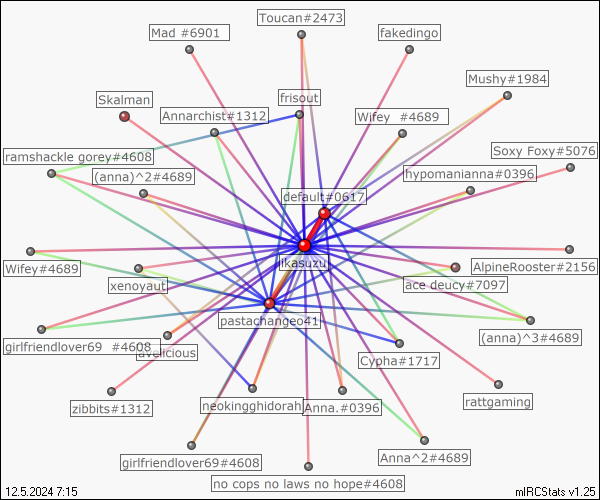 Toucan#2473
Mad #6901
fakedingo
Mushy#1984
Skalman
frisout
Annarchist#1312
Wifey  #4689
Soxy Foxy#5076
ramshackle gorey#4608
(anna)^2#4689
hypomanianna#0396
default#0617
likasuzu
Wifey#4689
AlpineRooster#2156
xenoyaut
ace deucy#7097
pastachangeo41
(anna)^3#4689
girlfriendlover69  #4608
avelicious
Cypha#1717
zibbits#1312
neokingghidorah
Anna.#0396
rattgaming
girlfriendlover69#4608
Anna^2#4689
no cops no laws no hope#4608
12.5.2024 7:15
mIRCStats v1.25